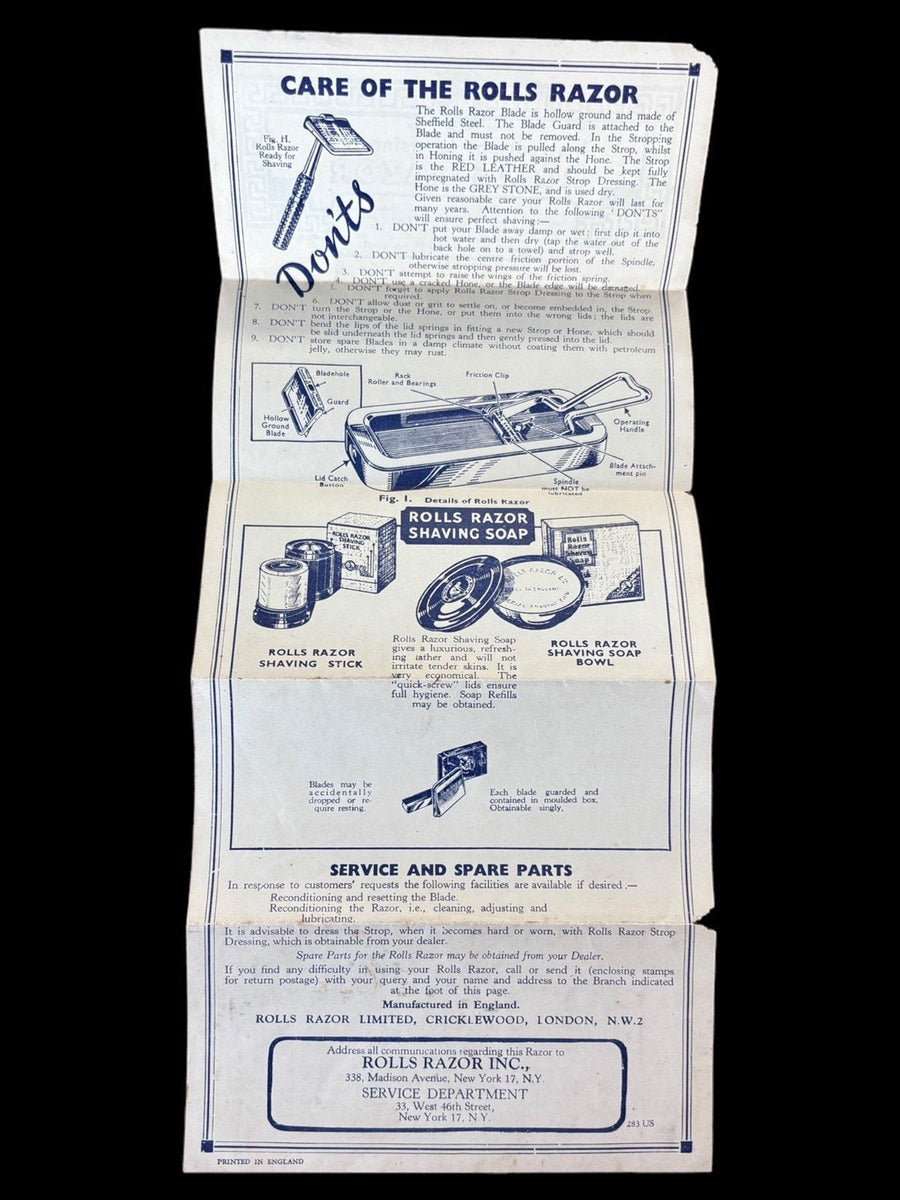 CARE OF THE ROLLS RAZOR
Fig. H.
Rolls Razor
Ready for
Shaving
Don'ts
The Rolls Razor Blade is hollow ground and made of
Sheffield Steel. The Blade Guard is attached to the
Blade and must not be removed. In the Stropping
operation the Blade is pulled along the Strop, whilst
in Honing it is pushed against the Hone. The Strop
is the RED LEATHER and should be kept fully
impregnated with Rolls Razor Strop Dressing. The
Hone is the GREY STONE, and is used dry.
Given reasonable care your Rolls Razor will last for
many years. Attention to the following 'DON'TS"
will ensure perfect shaving:—
1. DON'T put your Blade away damp or wet; first dip it into
hot water and then dry (tap the water out of the
back hole on to a towel) and strop well.
2. DON'T lubricate the centre friction portion of the Spindle,
otherwise stropping pressure will be lost.
3. DON'T attempt to raise the wings of the friction spring.
4. DON'T use a cracked Hone, or the Blade edge will be damaged.
5. DON'T forget to apply Rolls Razor Strop Dressing to the Strop when
required.
6. DON'T allow dust or grit to settle on, or become embedded in, the Strop
7. DON'T turn the Strop or the Hone, or put them into the wrong lids; the lids are
not interchangeable.
8. DON'T bend the lips of the lid springs in fitting a new Strop or Hone, which should
be slid underneath the lid springs and then gently pressed into the lid.
9. DON'T store spare Blades in a damp climate without coating them with petroleum
jelly, otherwise they may rust.
Bladehole
Guard
Hollow
Ground
Blade
Rack
Roller and Bearings
Friction Clip
Operating
Handle
Blade Attach-
ment pin
Spindle
must NOT be
lubricated
Lid Catch
Button
Fig. I. Details of Rolls Razor
ROLLS RAZOR
SHAVING SOAP
ROLLS RAZOR
SHAVING
STICK
Rolls
Razor
Shaving
Soap
ROLLS RAZOR
SHAVING STICK
Rolls Razor Shaving Soap
gives a luxurious, refresh-
ing lather and will not
irritate tender skins. It is
very economical. The
"quick-screw" lids ensure
full hygiene. Soap Refills
may be obtained.
ROLLS RAZOR
SHAVING SOAP
BOWL
Blades may be
accidentally
dropped or re-
quire resting.
Each blade guarded and
contained in moulded box.
Obtainable singly.
SERVICE AND SPARE PARTS
In response to customers' requests the following facilities are available if desired:—
Reconditioning and resetting the Blade.
Reconditioning the Razor, i.e., cleaning, adjusting and
lubricating.
It is advisable to dress the Strop, when it becomes hard or worn, with Rolls Razor Strop
Dressing, which is obtainable from your dealer.
Spare Parts for the Rolls Razor may be obtained from your Dealer.
If you find any difficulty in using your Rolls Razor, call or send it (enclosing stamps
for return postage) with your query and your name and address to the Branch indicated
at the foot of this page.
Manufactured in England.
ROLLS RAZOR LIMITED, CRICKLEWOOD, LONDON, N.W.2
Address all communications regarding this Razor to
ROLLS RAZOR INC.,
338, Madison Avenue, New York 17, N.Y.
SERVICE DEPARTMENT
33, West 46th Street,
New York 17, N.Y.
283 US
PRINTED IN ENGLAND